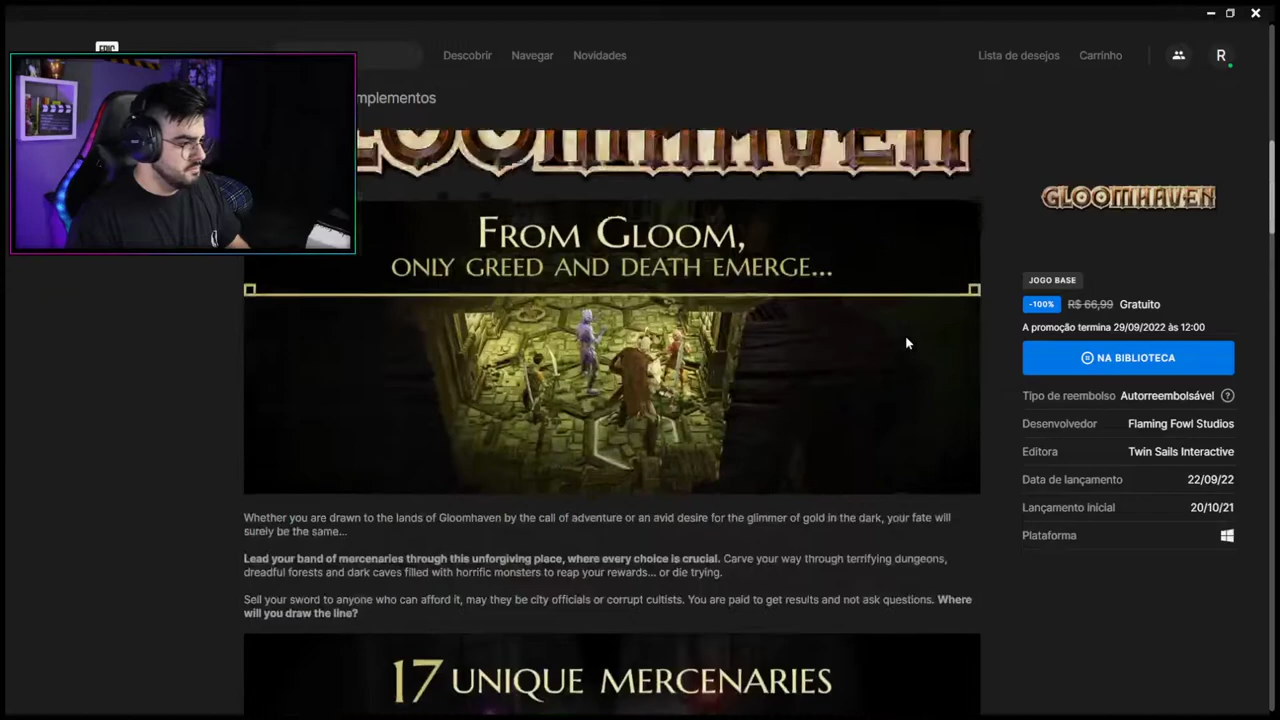 EPIC
Descobrir
Navegar
Novidades
Lista de desejos
Carrinho
R
mplementos
GLOOMHAVEN
FROM GLOOM,
ONLY GREED AND DEATH EMERGE...
Whether you are drawn to the lands of Gloomhaven by the call of adventure or an avid desire for the glimmer of gold in the dark, your fate will
surely be the same...
Lead your band of mercenaries through this unforgiving place, where every choice is crucial. Carve your way through terrifying dungeons,
dreadful forests and dark caves filled with horrific monsters to reap your rewards... or die trying.
Sell your sword to anyone who can afford it, may they be city officials or corrupt cultists. You are paid to get results and not ask questions. Where
will you draw the line?
17 UNIQUE MERCENARIES
GLOOMHAVEN
JOGO BASE
-100% R$ 66,99 Gratuito
A promoção termina 29/09/2022 às 12:00
NA BIBLIOTECA
Tipo de reembolso Autorreembolsável ?
Desenvolvedor Flaming Fowl Studios
Editora Twin Sails Interactive
Data de lançamento 22/09/22
Lançamento inicial 20/10/21
Plataforma